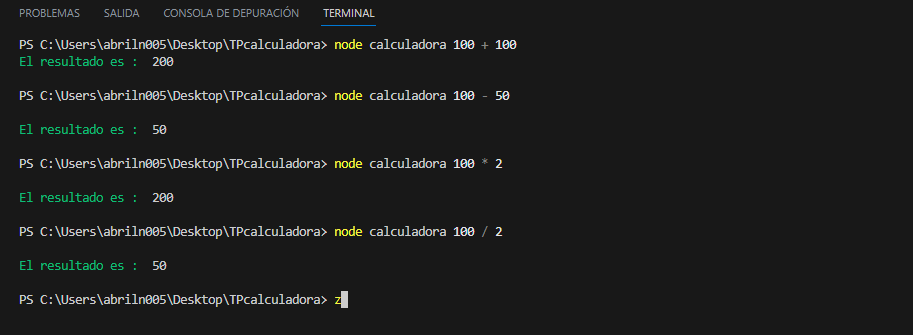 PROBLEMAS SALIDA CONSOLA DE DEPURACIÓN TERMINAL
PS C:\Users\abriln005\Desktop\TPcalculadora> node calculadora 100 + 100
El resultado es :  200
PS C:\Users\abriln005\Desktop\TPcalculadora> node calculadora 100 - 50
El resultado es :  50
PS C:\Users\abriln005\Desktop\TPcalculadora> node calculadora 100 * 2
El resultado es :  200
PS C:\Users\abriln005\Desktop\TPcalculadora> node calculadora 100 / 2
El resultado es :  50
PS C:\Users\abriln005\Desktop\TPcalculadora> z